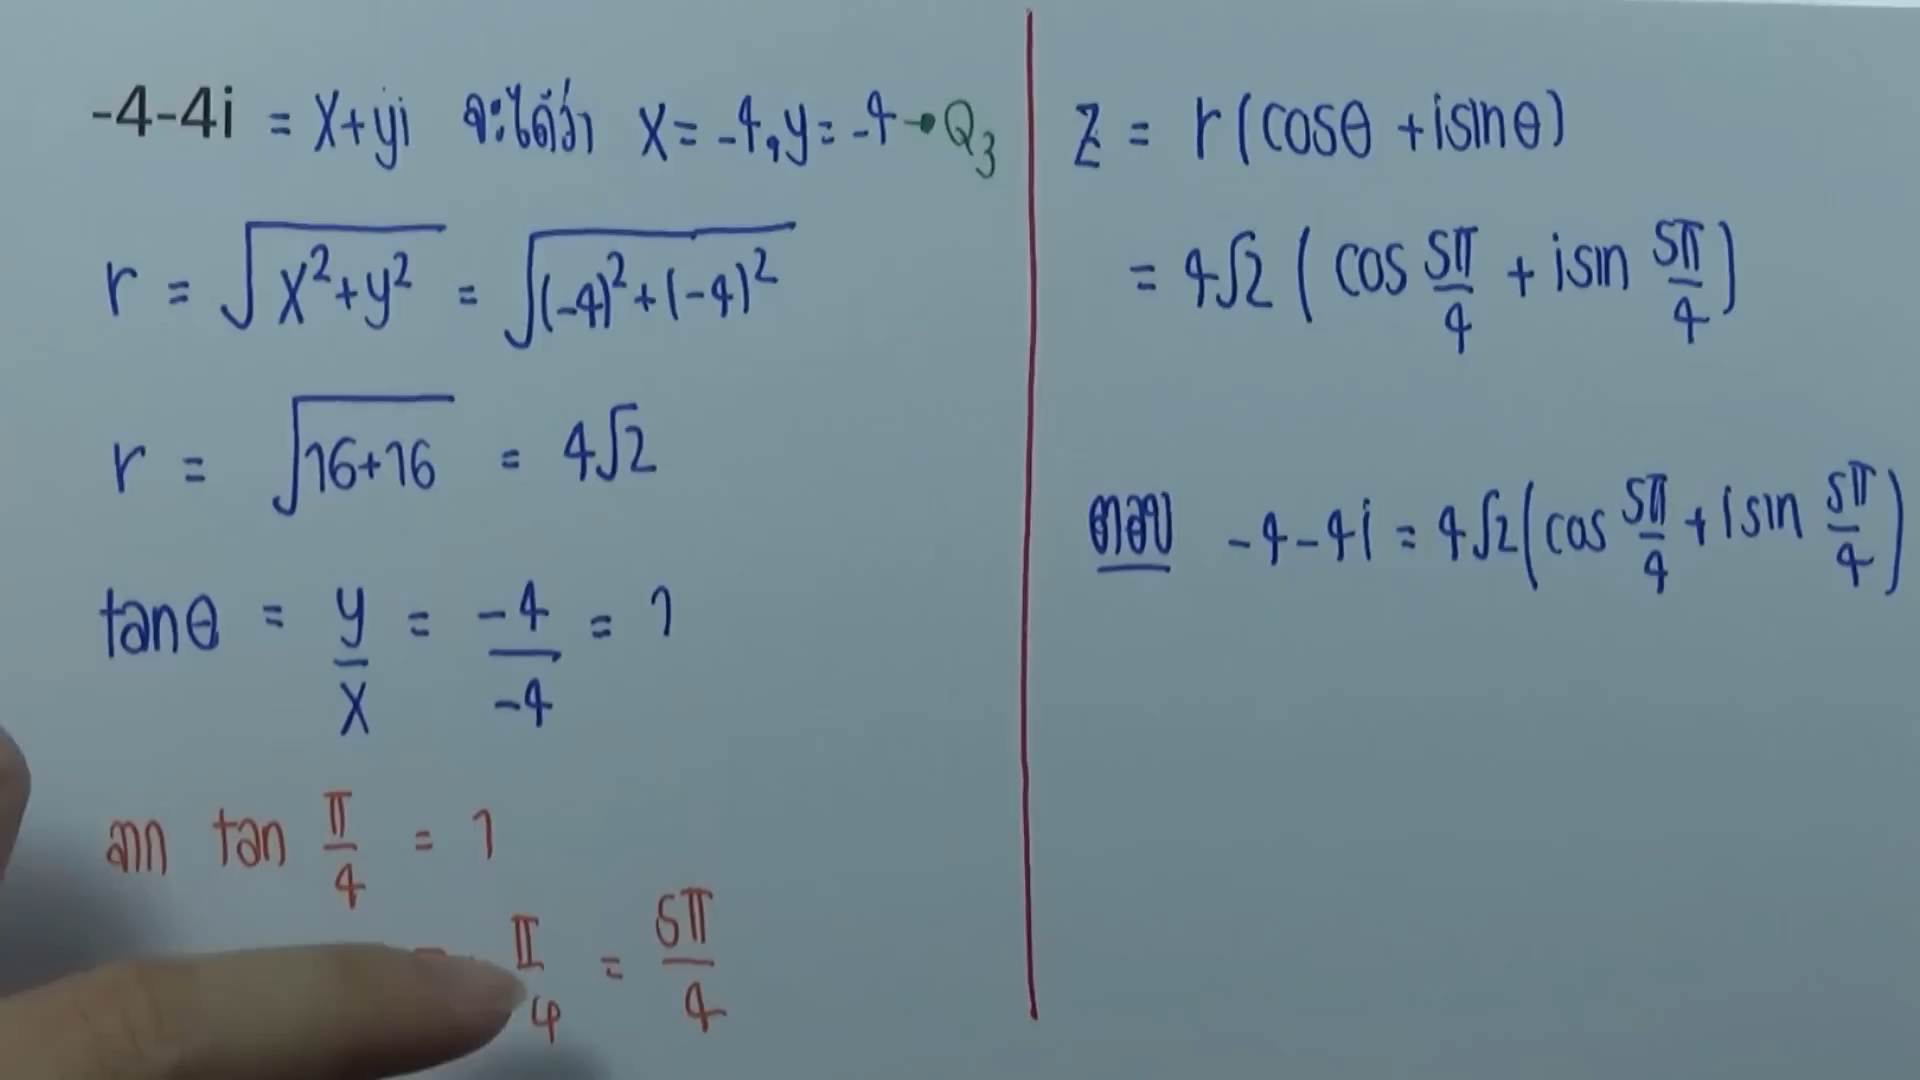 -4-4i = x+yi จะได้ว่า x = -4, y = -4 → Q₃
r = √(x²+y²) = √((-4)²+(-4)²)
r = √(16+16) = 4√2
tanθ = y/x = -4/-4 = 1
จาก tan π/4 = 1
π/4 = 5π/4
Z = r(cosθ + isinθ)
= 4√2 (cos 5π/4 + isin 5π/4)
ตอบ -4-4i = 4√2(cos 5π/4 + isin 5π/4)